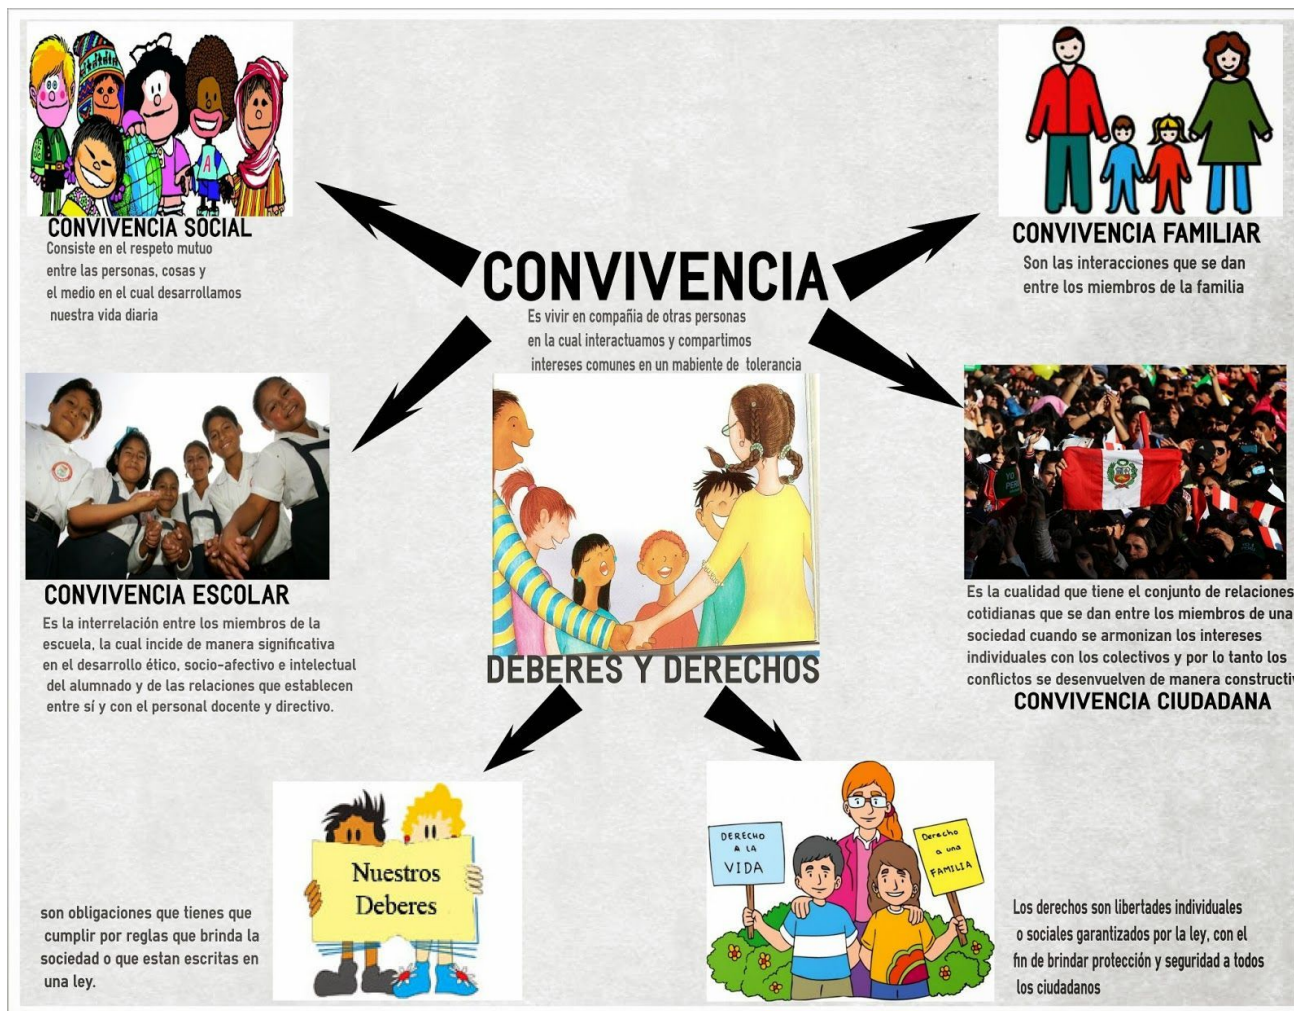 CONVIVENCIA SOCIAL
Consiste en el respeto mutuo
entre las personas, cosas y
el medio en el cual desarrollamos
nuestra vida diaria
CONVIVENCIA
Es vivir en compañia de otras personas
en la cual interactuamos y compartimos
intereses comunes en un mabiente de tolerancia
CONVIVENCIA FAMILIAR
Son las interacciones que se dan
entre los miembros de la familia
CONVIVENCIA ESCOLAR
Es la interrelación entre los miembros de la
escuela, la cual incide de manera significativa
en el desarrollo ético, socio-afectivo e intelectual
del alumnado y de las relaciones que establecen
entre sí y con el personal docente y directivo.
A
YO
PERÚ
Es la cualidad que tiene el conjunto de relaciones
cotidianas que se dan entre los miembros de una
sociedad cuando se armonizan los intereses
individuales con los colectivos y por lo tanto los
conflictos se desenvuelven de manera constructi
CONVIVENCIA CIUDADANA
DEBERES Y DERECHOS
Nuestros
Deberes
son obligaciones que tienes que
cumplir por reglas que brinda la
sociedad o que estan escritas en
una ley.
DERECHO
A LA
VIDA
Derecho
a una
FAMILIA
Los derechos son libertades individuales
o sociales garantizados por la ley, con el
fin de brindar protección y seguridad a todos
los ciudadanos